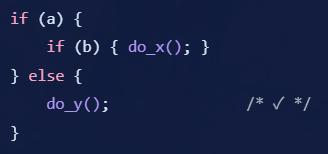 if (a) {
    if (b) { do_x(); }
} else {
    do_y();              /* ✓ */
}